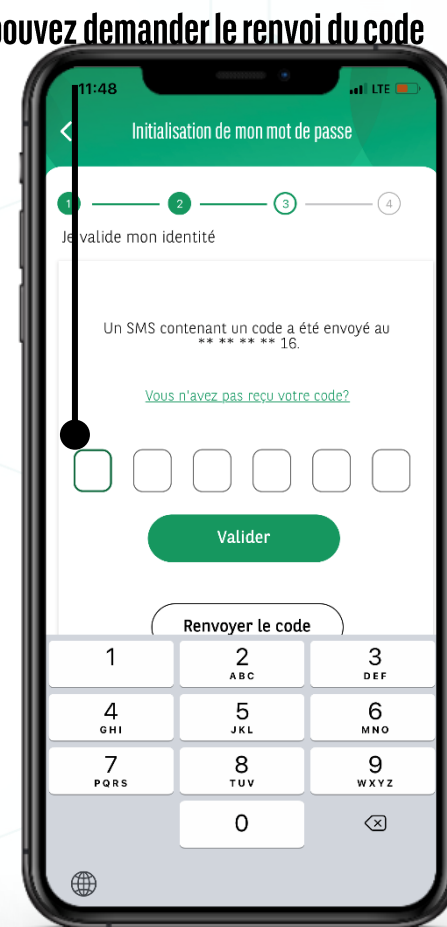 pouvez demander le renvoi du code
11:48
LTE
Initialisation de mon mot de passe
1 2 3 4
Je valide mon identité
Un SMS contenant un code a été envoyé au
** ** ** ** 16.
Vous n'avez pas reçu votre code?
Valider
Renvoyer le code
1 2 3
ABC DEF
4 5 6
GHI JKL MNO
7 8 9
PQRS TUV WXYZ
0